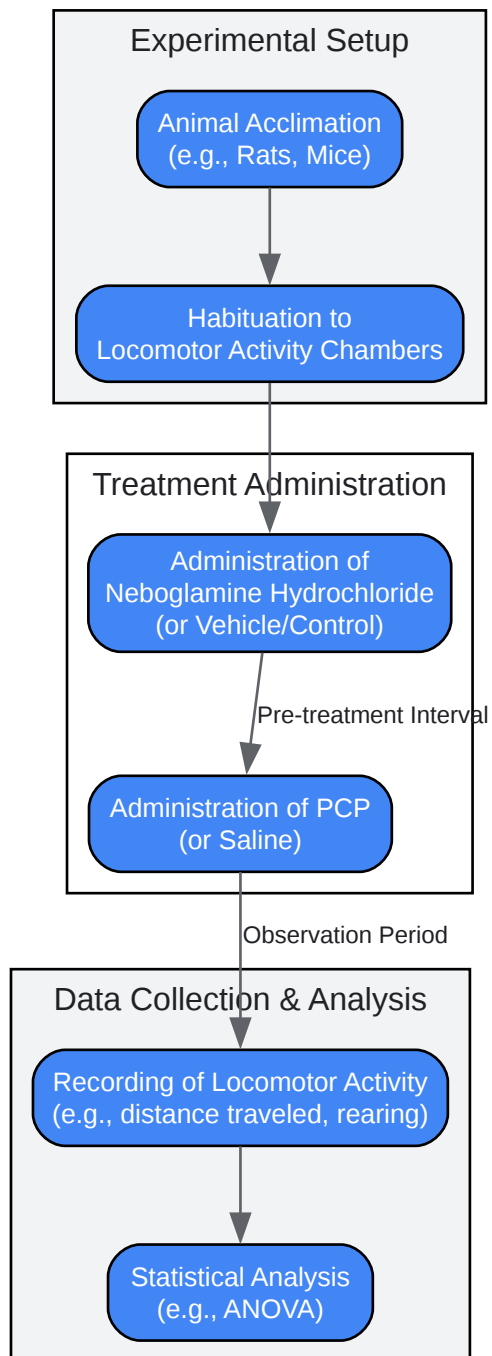 Experimental Setup
Animal Acclimation
(e.g., Rats, Mice)
Habituation to
Locomotor Activity Chambers
Treatment Administration
Administration of
Neboglamine Hydrochloride
(or Vehicle/Control)
Pre-treatment Interval
Administration of PCP
(or Saline)
Observation Period
Data Collection & Analysis
Recording of Locomotor Activity
(e.g., distance traveled, rearing)
Statistical Analysis
(e.g., ANOVA)